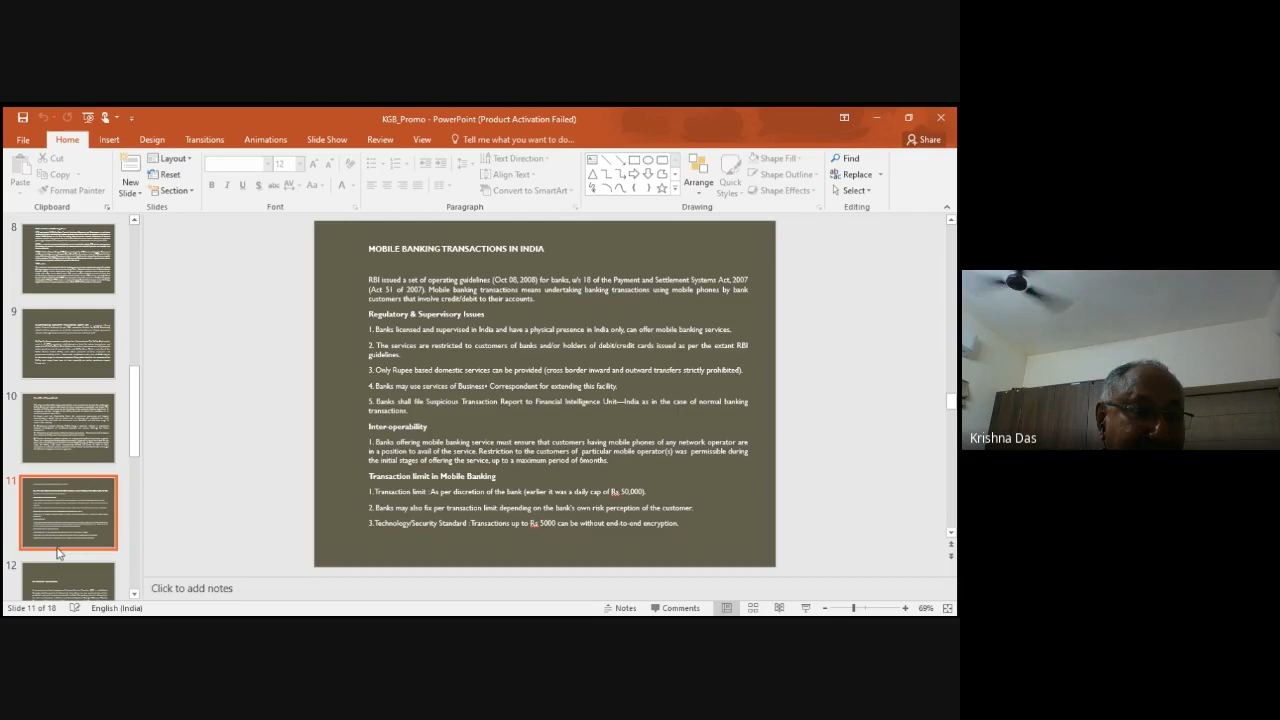 KGB_Promo - PowerPoint (Product Activation Failed)
File Home Insert Design Transitions Animations Slide Show Review View Tell me what you want to do... Share
Paste
Cut
Copy
Format Painter
Clipboard
New Slide
Layout
Reset
Section
Slides
12
Font
Text Direction
Align Text
Convert to SmartArt
Paragraph
Arrange
Quick Styles
Shape Fill
Shape Outline
Shape Effects
Drawing
Find
Replace
Select
Editing
8
9
10
11
12
MOBILE BANKING TRANSACTIONS IN INDIA
RBI issued a set of operating guidelines (Oct 08, 2008) for banks, u/s 18 of the Payment and Settlement Systems Act, 2007
(Act 51 of 2007). Mobile banking transactions means undertaking banking transactions using mobile phones by bank
customers that involve credit/debit to their accounts.
Regulatory & Supervisory Issues
1. Banks licensed and supervised in India and have a physical presence in India only, can offer mobile banking services.
2. The services are restricted to customers of banks and/or holders of debit/credit cards issued as per the extant RBI
guidelines.
3. Only Rupee based domestic services can be provided (cross border inward and outward transfers strictly prohibited).
4. Banks may use services of Business• Correspondent for extending this facility.
5. Banks shall file Suspicious Transaction Report to Financial Intelligence Unit—India as in the case of normal banking
transactions.
Inter-operability
1. Banks offering mobile banking service must ensure that customers having mobile phones of any network operator are
in a position to avail of the service. Restriction to the customers of particular mobile operator(s) was permissible during
the initial stages of offering the service, up to a maximum period of 6months.
Transaction limit in Mobile Banking
1. Transaction limit :As per discretion of the bank (earlier it was a daily cap of Rs 50,000).
2. Banks may also fix per transaction limit depending on the bank's own risk perception of the customer.
3.Technology/Security Standard :Transactions up to Rs 5000 can be without end-to-end encryption.
Click to add notes
Slide 11 of 18 English (India) Notes Comments 69%
Krishna Das